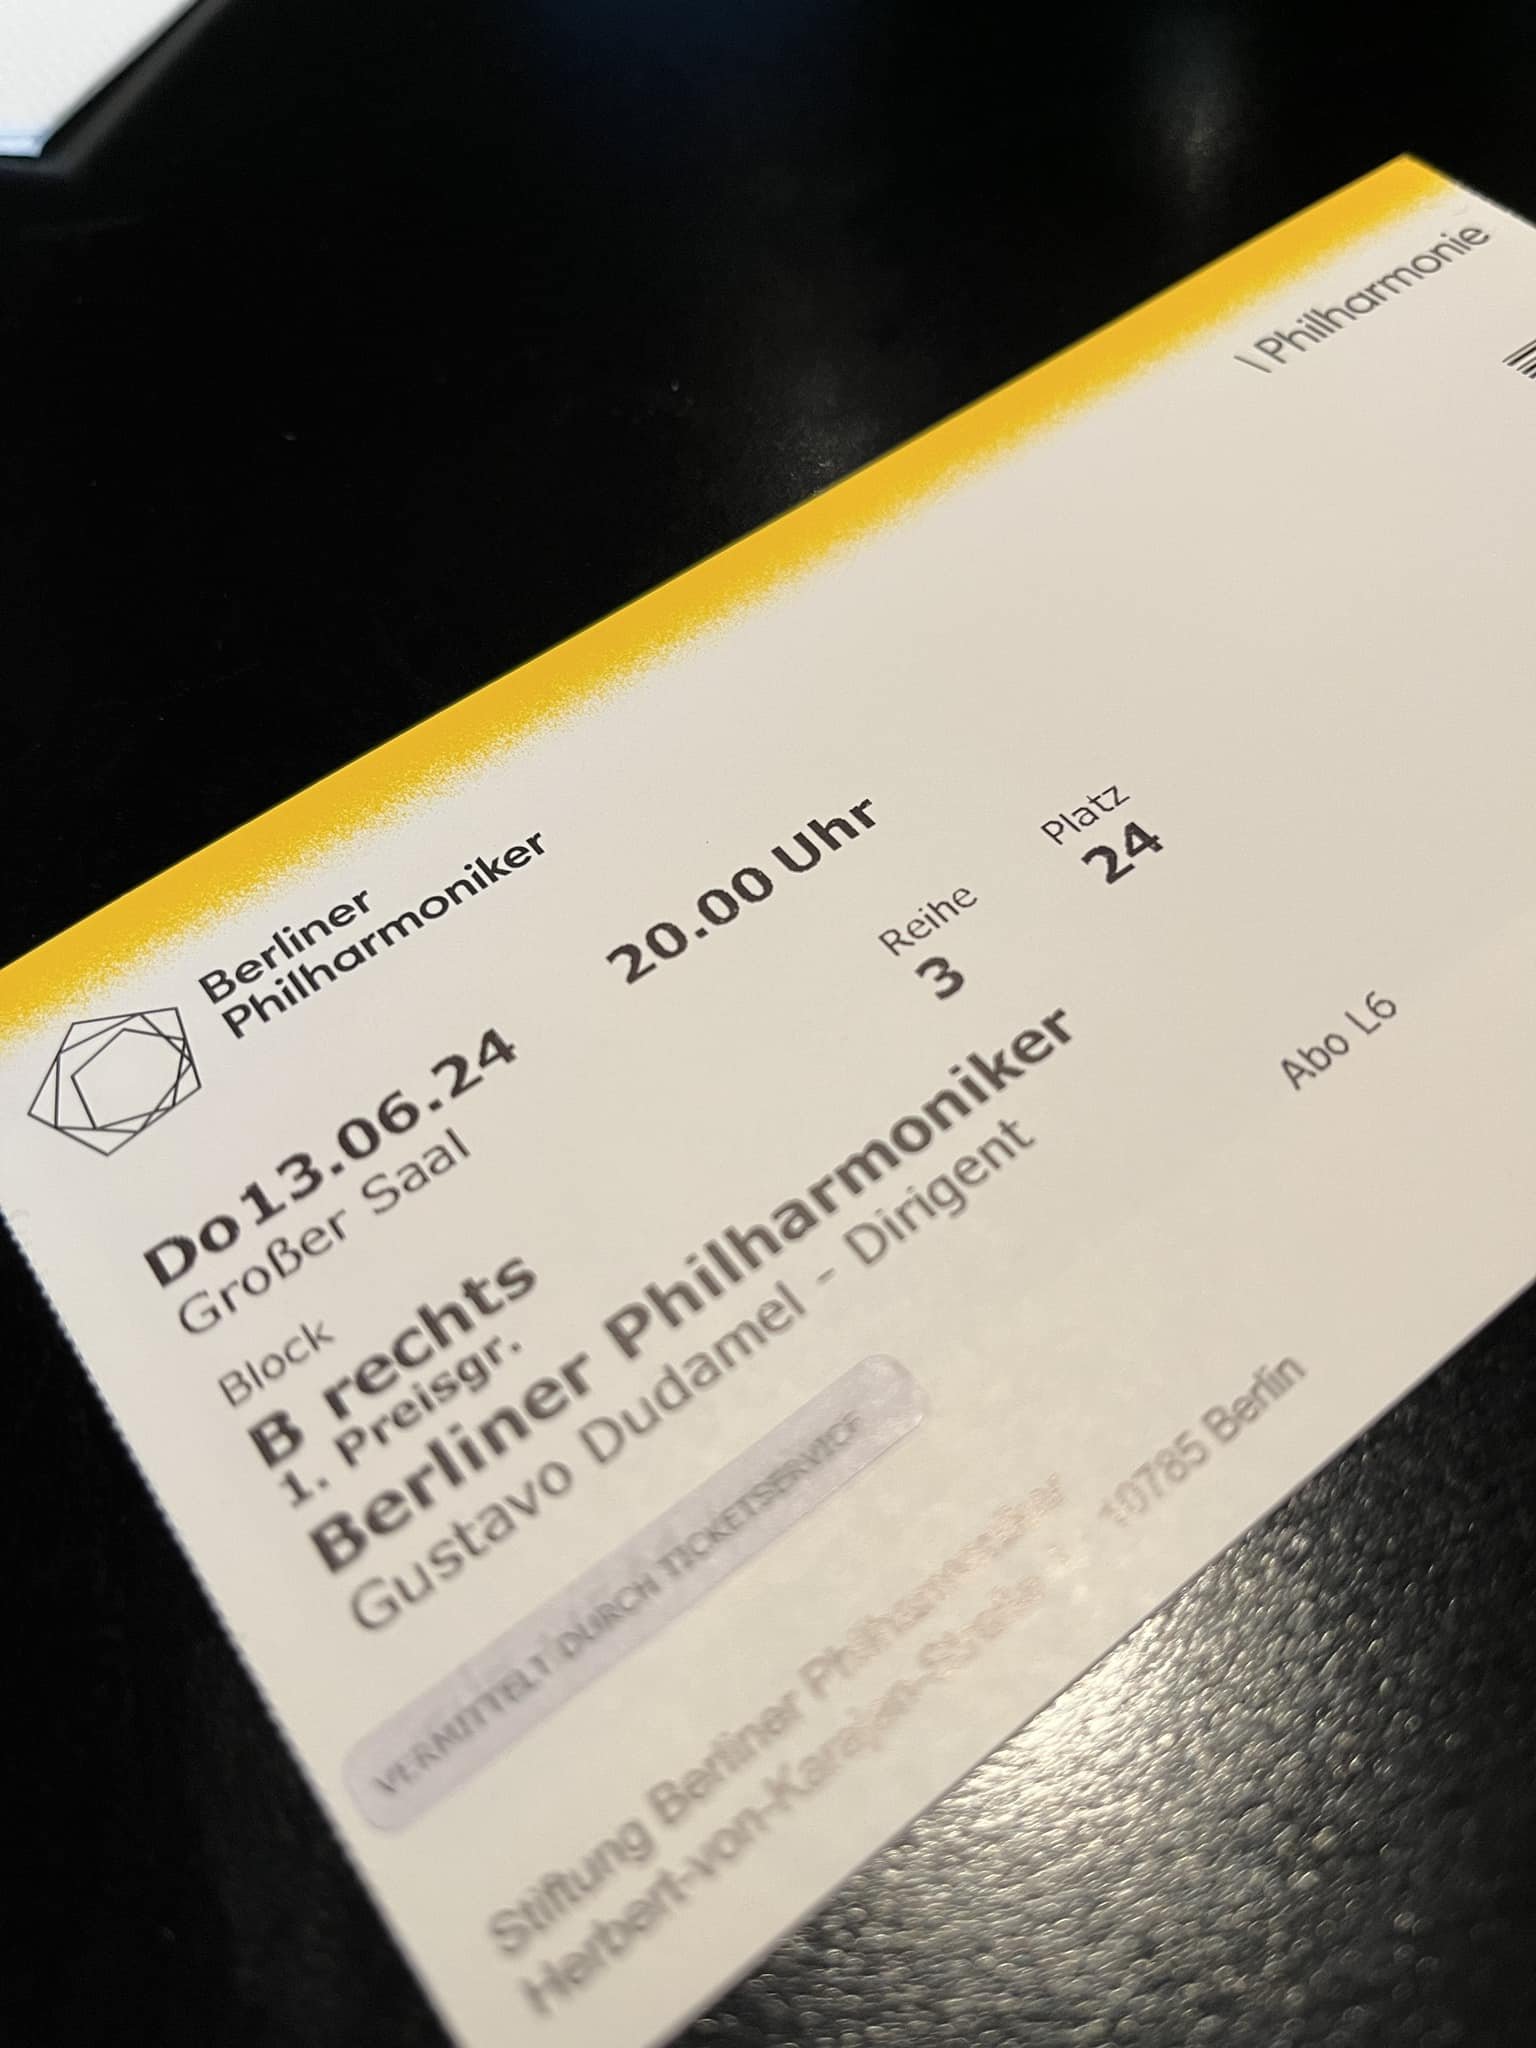 \Philharmonie
Berliner
Philharmoniker
Do 13.06.24 20.00 Uhr
Großer Saal
Block Reihe Platz
B rechts 3 24
1. Preisgr.
Berliner Philharmoniker
Gustavo Dudamel - Dirigent
Abo L6
VERMITTELT DURCH TICKETSERVICE
Stiftung Berliner Philharmoniker
Herbert-von-Karajan-Straße 1, 10785 Berlin